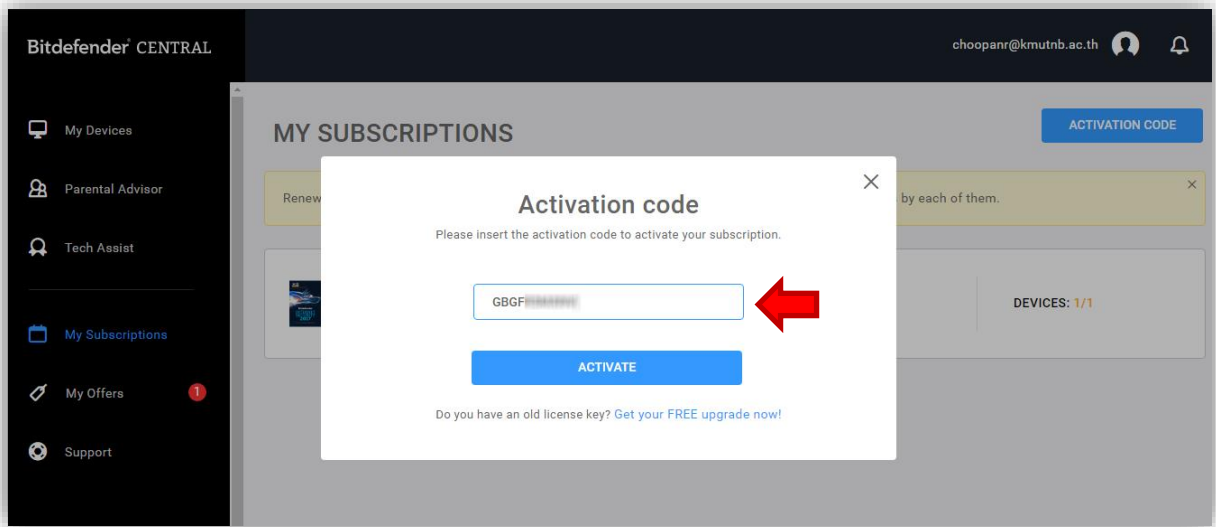 Bitdefender CENTRAL
choopanr@kmutnb.ac.th
My Devices
Parental Advisor
Tech Assist
My Subscriptions
My Offers 1
Support
MY SUBSCRIPTIONS
ACTIVATION CODE
Renew
by each of them.
DEVICES: 1/1
Activation code
Please insert the activation code to activate your subscription.
GBGF
ACTIVATE
Do you have an old license key? Get your FREE upgrade now!